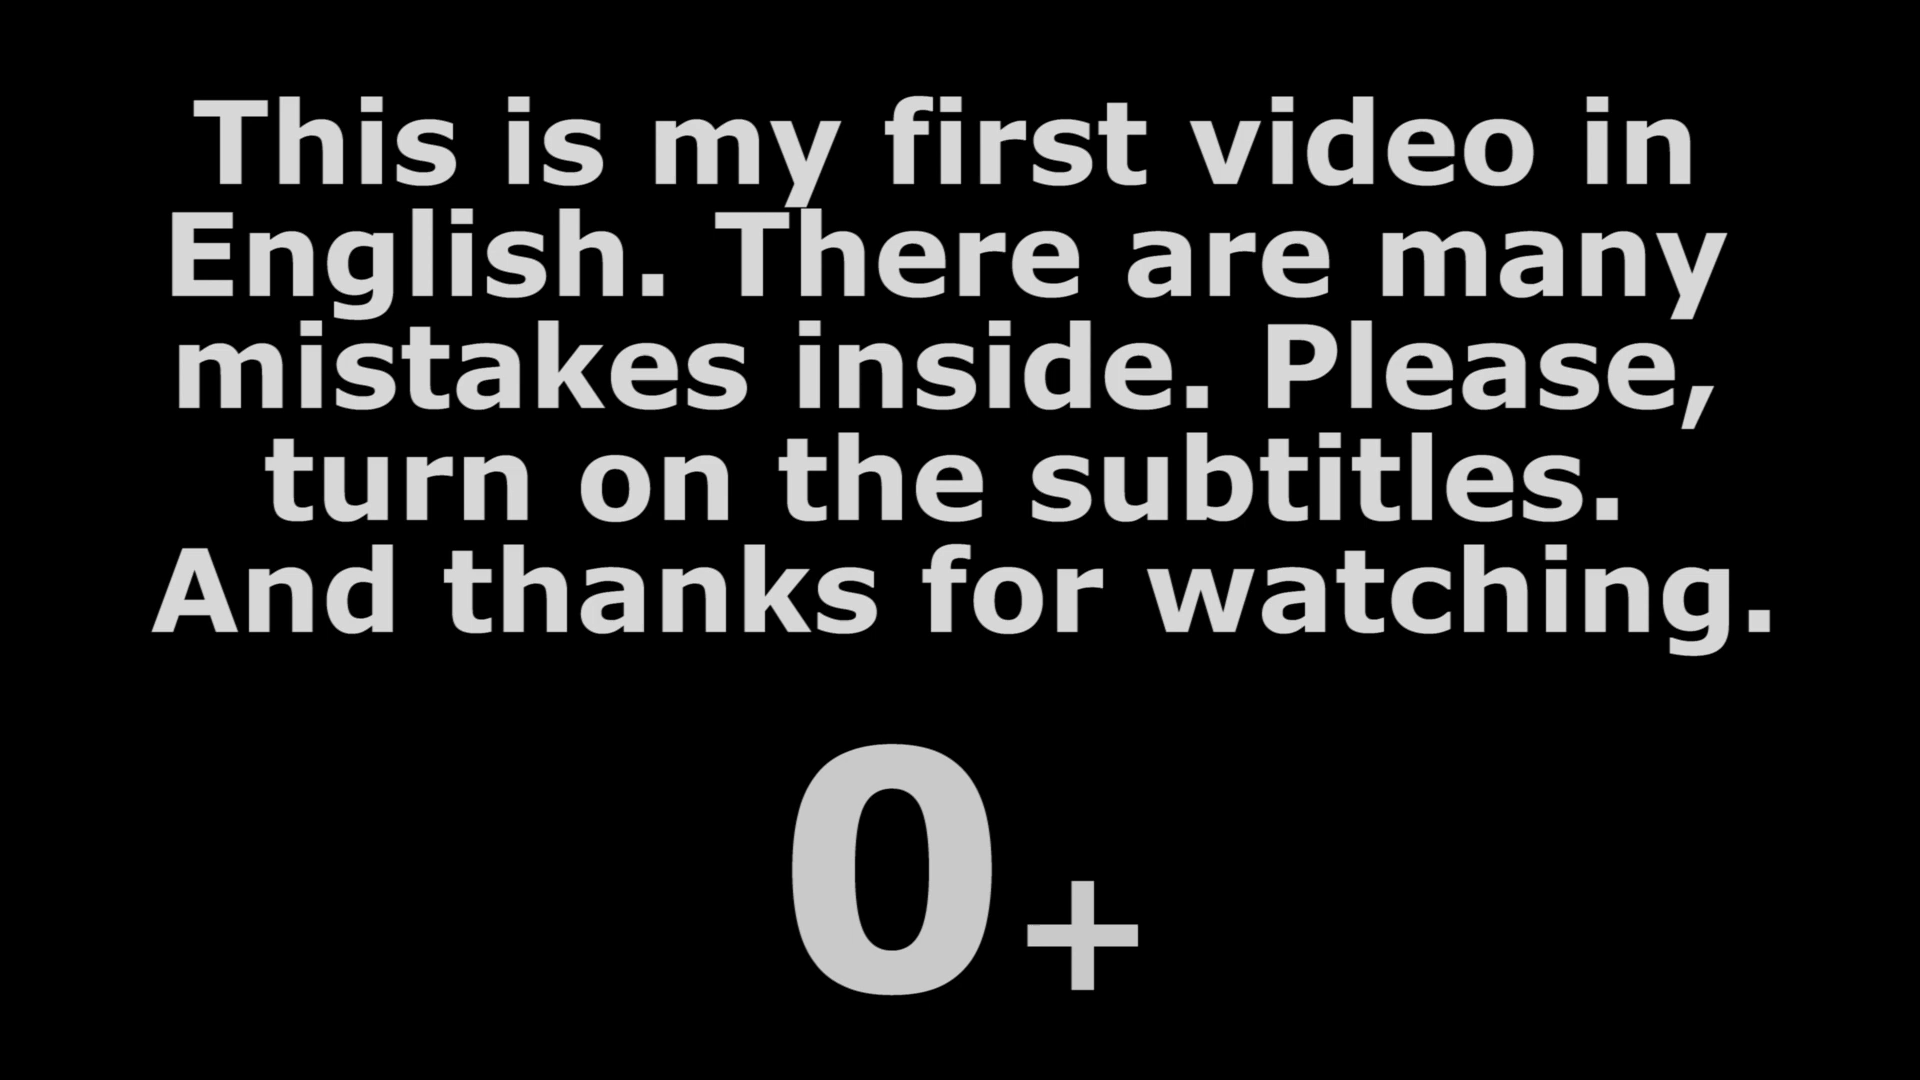 This is my first video in
English. There are many
mistakes inside. Please,
turn on the subtitles.
And thanks for watching.
0+